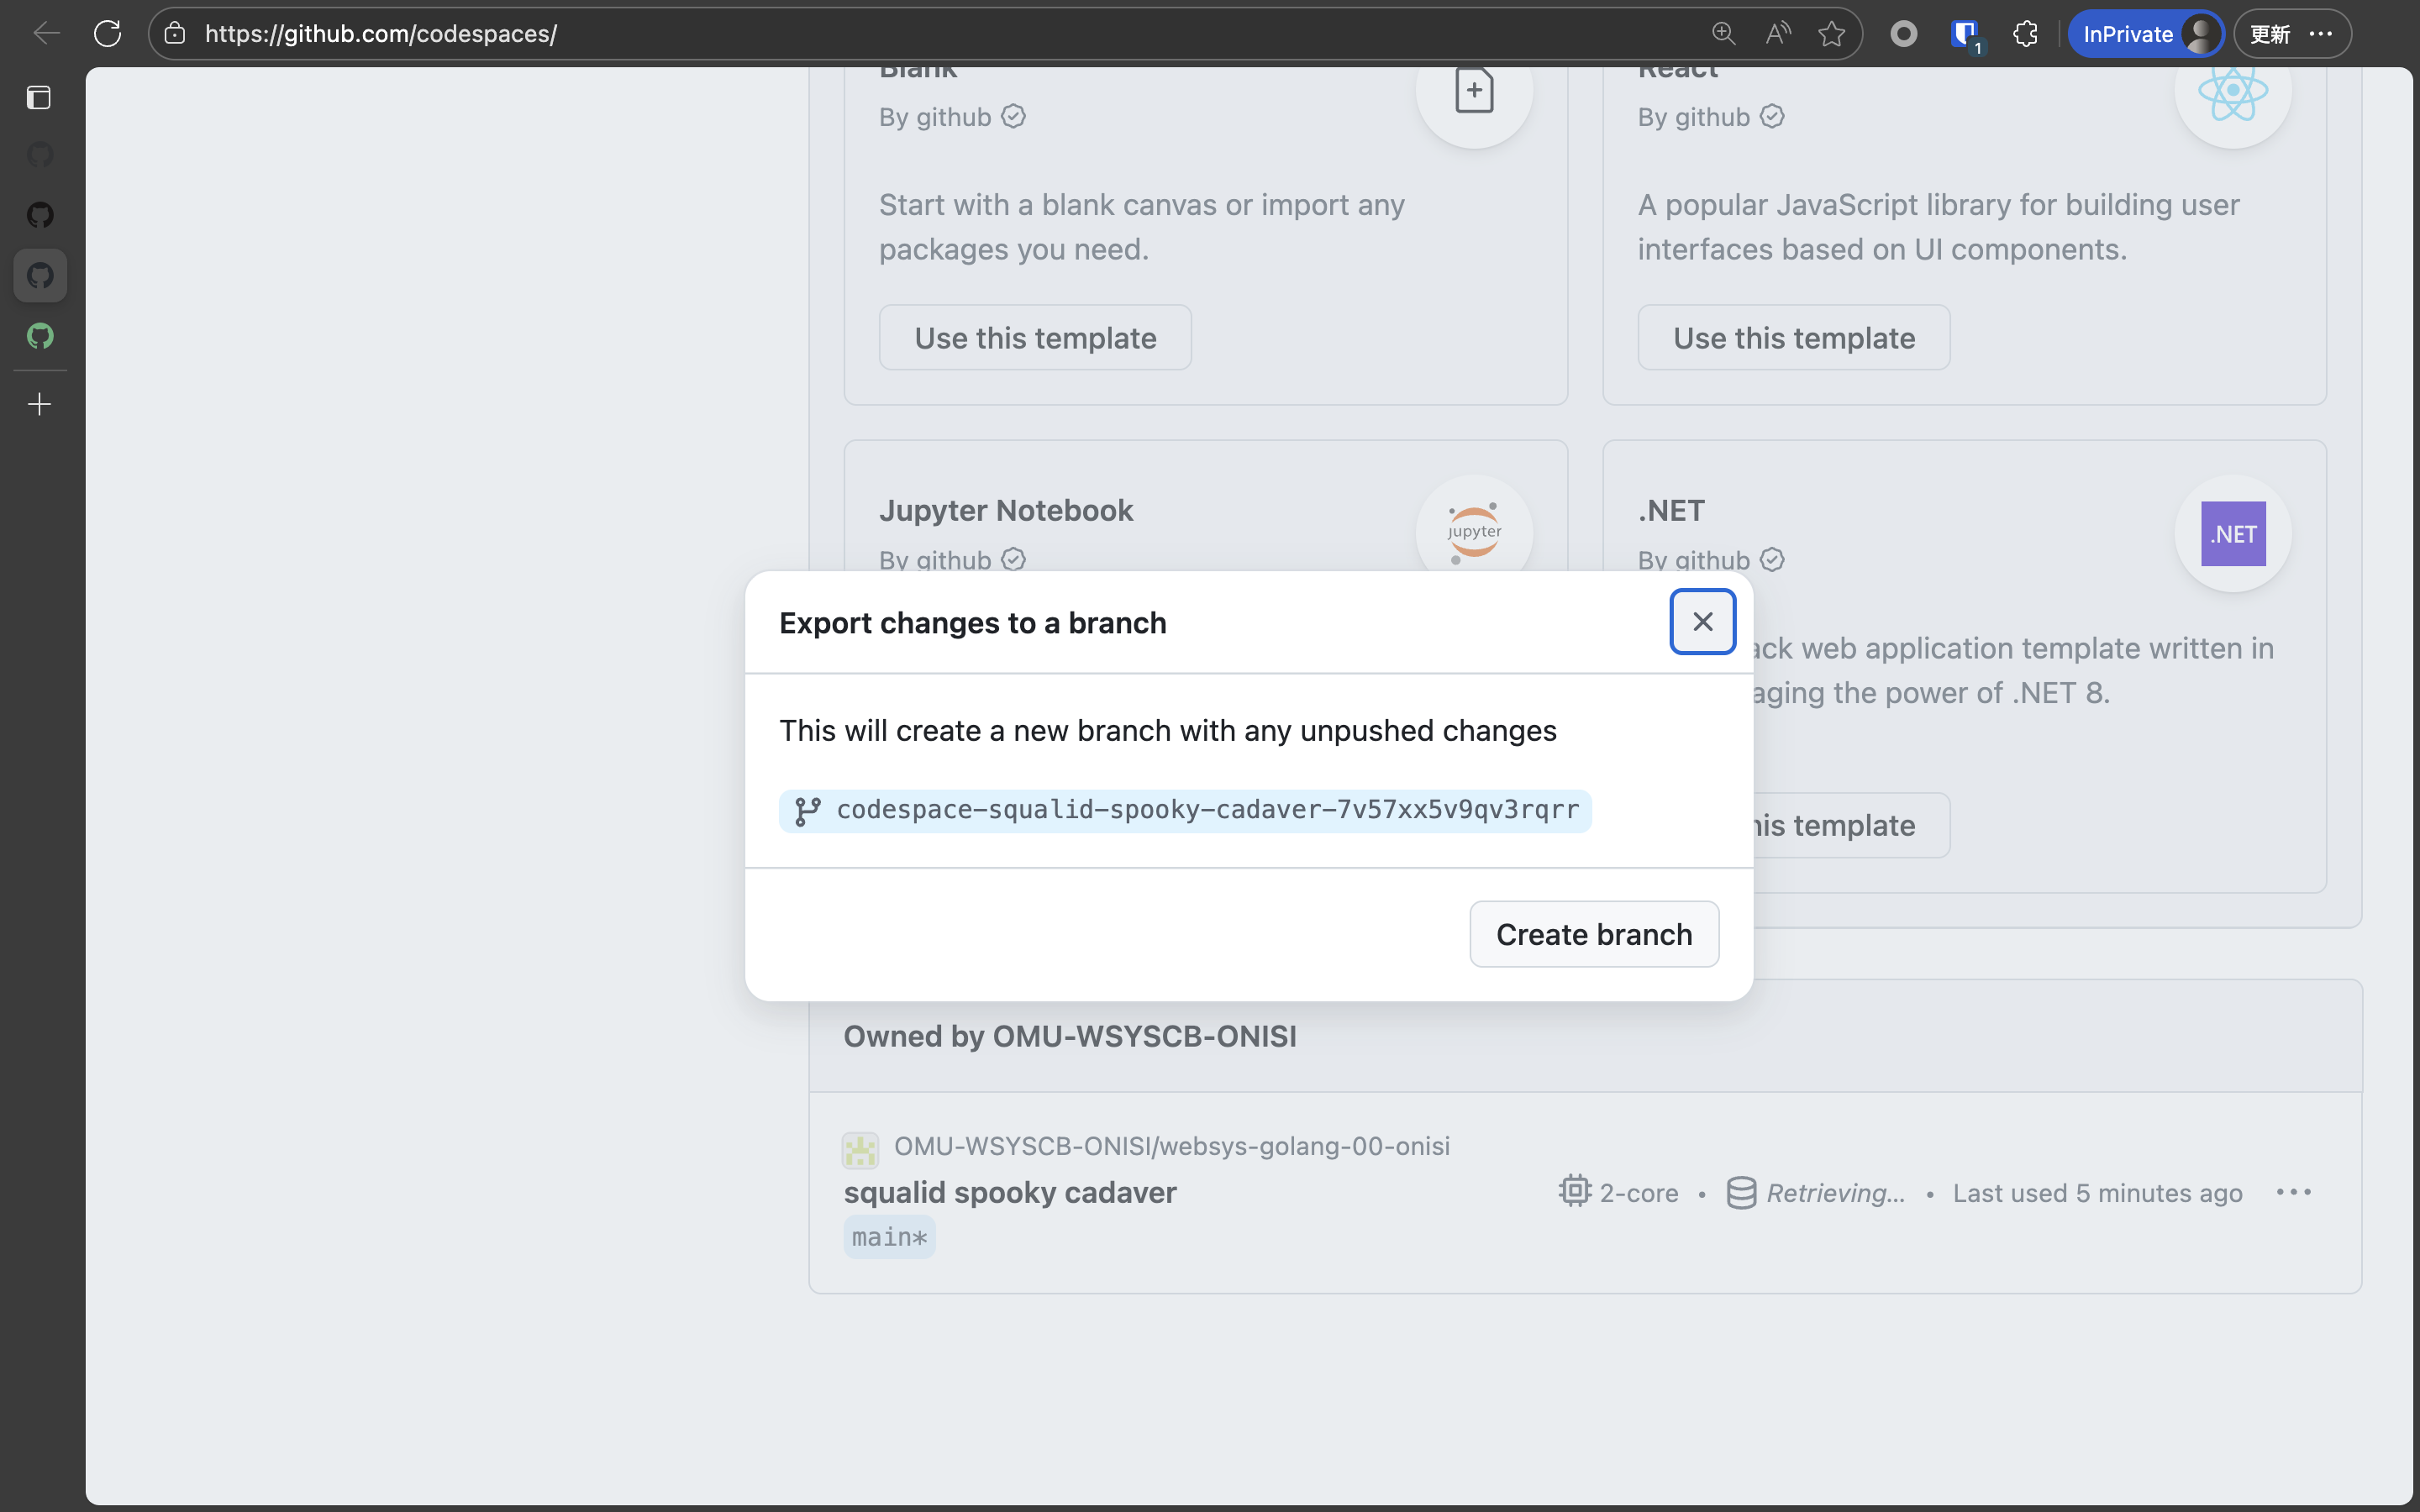 https://github.com/codespaces/
1
InPrivate
更新
Blank
React
By github
By github
Start with a blank canvas or import any
packages you need.
A popular JavaScript library for building user
interfaces based on UI components.
Use this template
Use this template
Jupyter Notebook
jupyter
.NET
.NET
By github
By github
ack web application template written in
aging the power of .NET 8.
his template
Export changes to a branch
This will create a new branch with any unpushed changes
codespace-squalid-spooky-cadaver-7v57xx5v9qv3rqrr
Create branch
Owned by OMU-WSYSCB-ONISI
OMU-WSYSCB-ONISI/websys-golang-00-onisi
squalid spooky cadaver
2-core • Retrieving... • Last used 5 minutes ago
main*